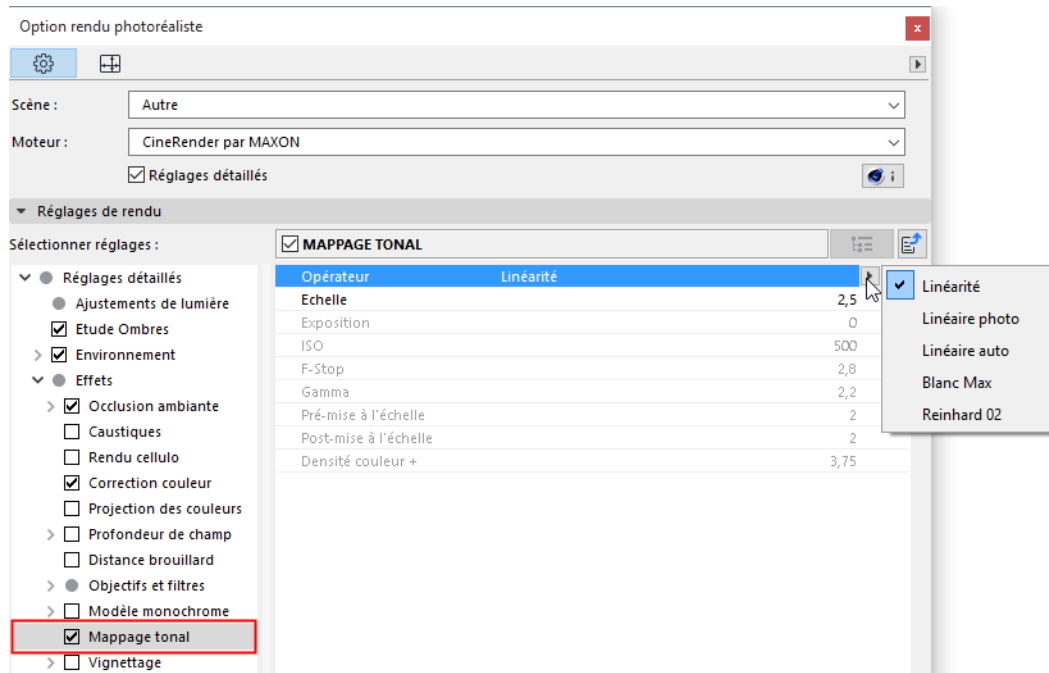 Option rendu photoréaliste
x
Scène :
Autre
Moteur :
CineRender par MAXON
Réglages détaillés
i
Réglages de rendu
Sélectionner réglages :
MAPPAGE TONAL
Réglages détaillés
Ajustements de lumière
Etude Ombres
Environnement
Effets
Occlusion ambiante
Caustiques
Rendu cellulo
Correction couleur
Projection des couleurs
Profondeur de champ
Distance brouillard
Objectifs et filtres
Modèle monochrome
Mappage tonal
Vignettage
Opérateur Linéarité
Echelle 2,5
Exposition 0
ISO 500
F-Stop 2,8
Gamma 2,2
Pré-mise à l'échelle 2
Post-mise à l'échelle 2
Densité couleur + 3,75
Linéarité
Linéaire photo
Linéaire auto
Blanc Max
Reinhard 02